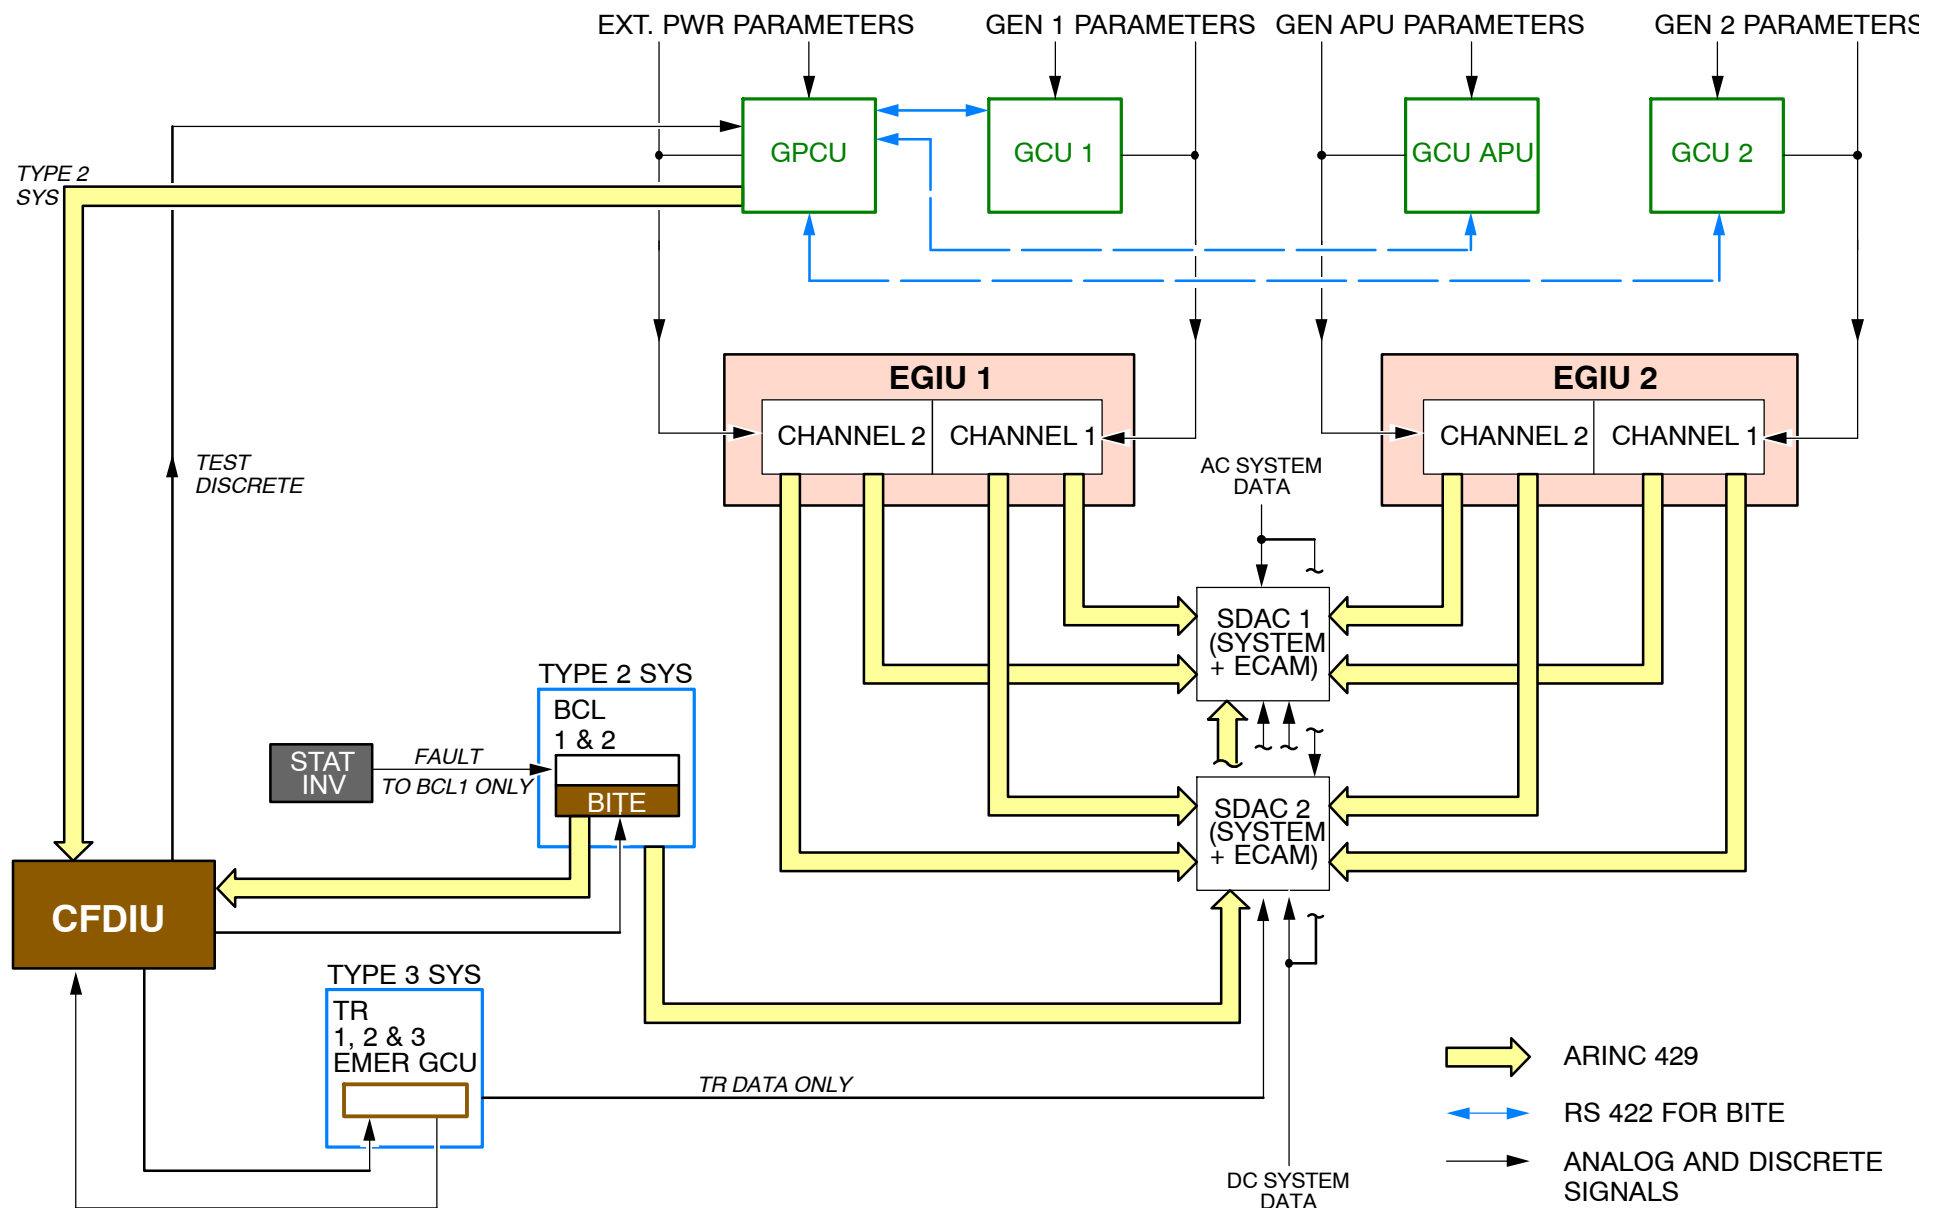 EXT. PWR PARAMETERS
GEN 1 PARAMETERS
GEN APU PARAMETERS
GEN 2 PARAMETERS
GPCU
GCU 1
GCU APU
GCU 2
TYPE 2
SYS
EGIU 1
CHANNEL 2
CHANNEL 1
EGIU 2
CHANNEL 2
CHANNEL 1
TEST
DISCRETE
AC SYSTEM
DATA
SDAC 1
(SYSTEM
+ ECAM)
TYPE 2 SYS
BCL
1 & 2
BITE
STAT
INV
FAULT
TO BCL1 ONLY
SDAC 2
(SYSTEM
+ ECAM)
CFDIU
TYPE 3 SYS
TR
1, 2 & 3
EMER GCU
TR DATA ONLY
DC SYSTEM
DATA
ARINC 429
RS 422 FOR BITE
ANALOG AND DISCRETE
SIGNALS